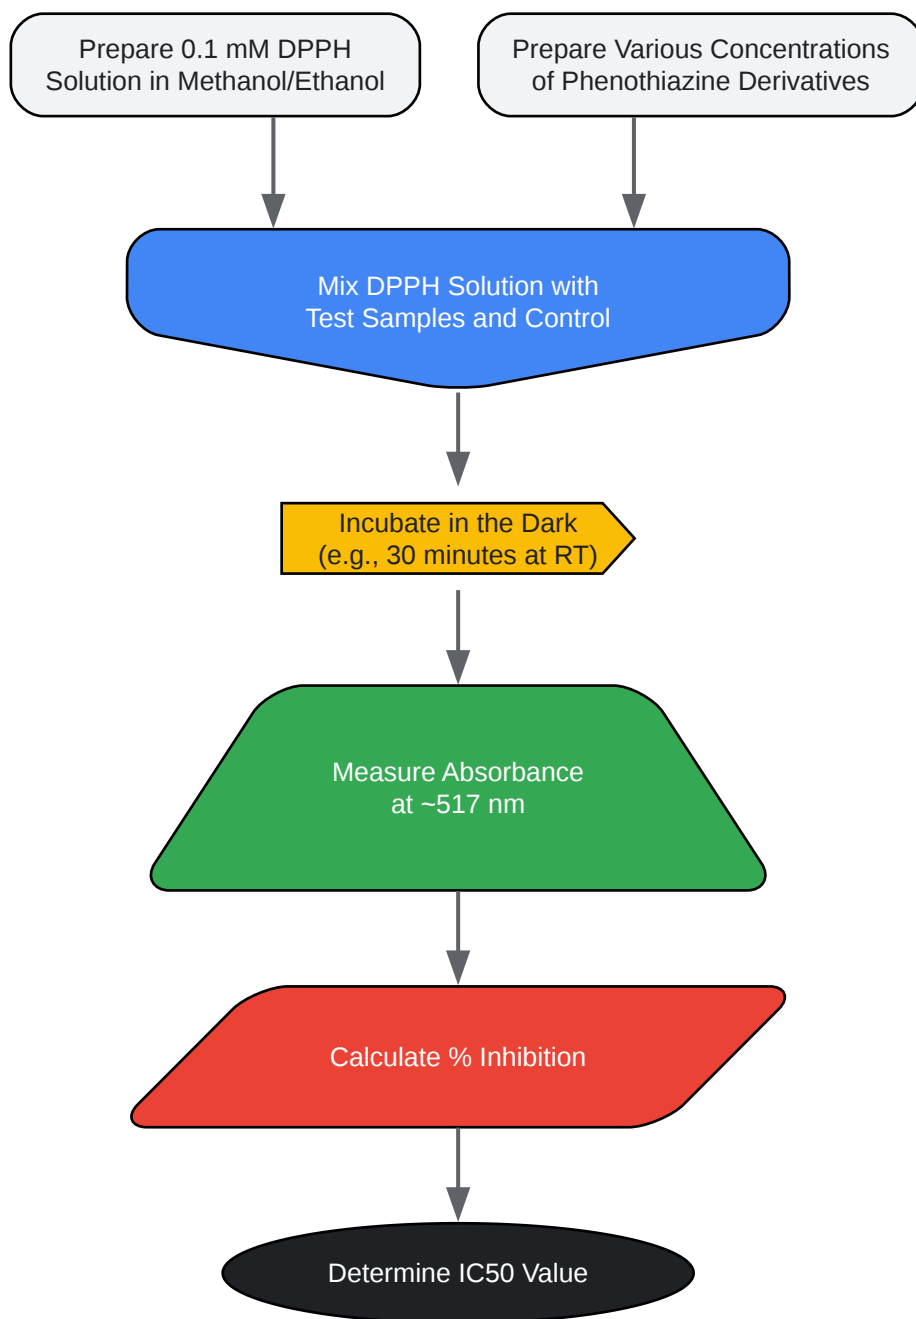 Prepare 0.1 mM DPPH
Solution in Methanol/Ethanol
Prepare Various Concentrations
of Phenothiazine Derivatives
Mix DPPH Solution with
Test Samples and Control
Incubate in the Dark
(e.g., 30 minutes at RT)
Measure Absorbance
at ~517 nm
Calculate % Inhibition
Determine IC50 Value